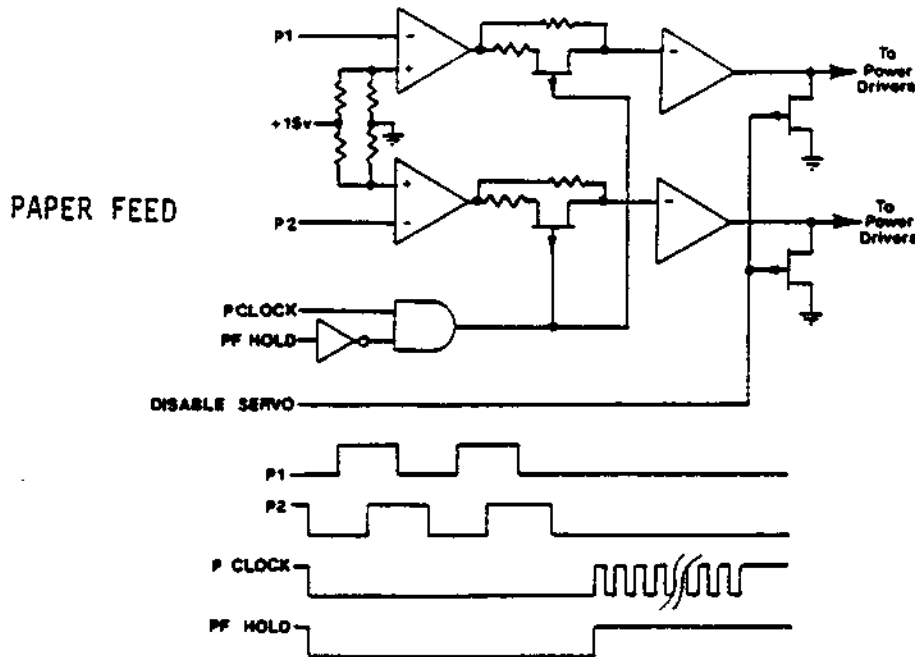 P1
To
Power
Drivers
+15v
PAPER FEED
P2
To
Power
Drivers
P CLOCK
PF HOLD
DISABLE SERVO
P1
P2
P CLOCK
PF HOLD